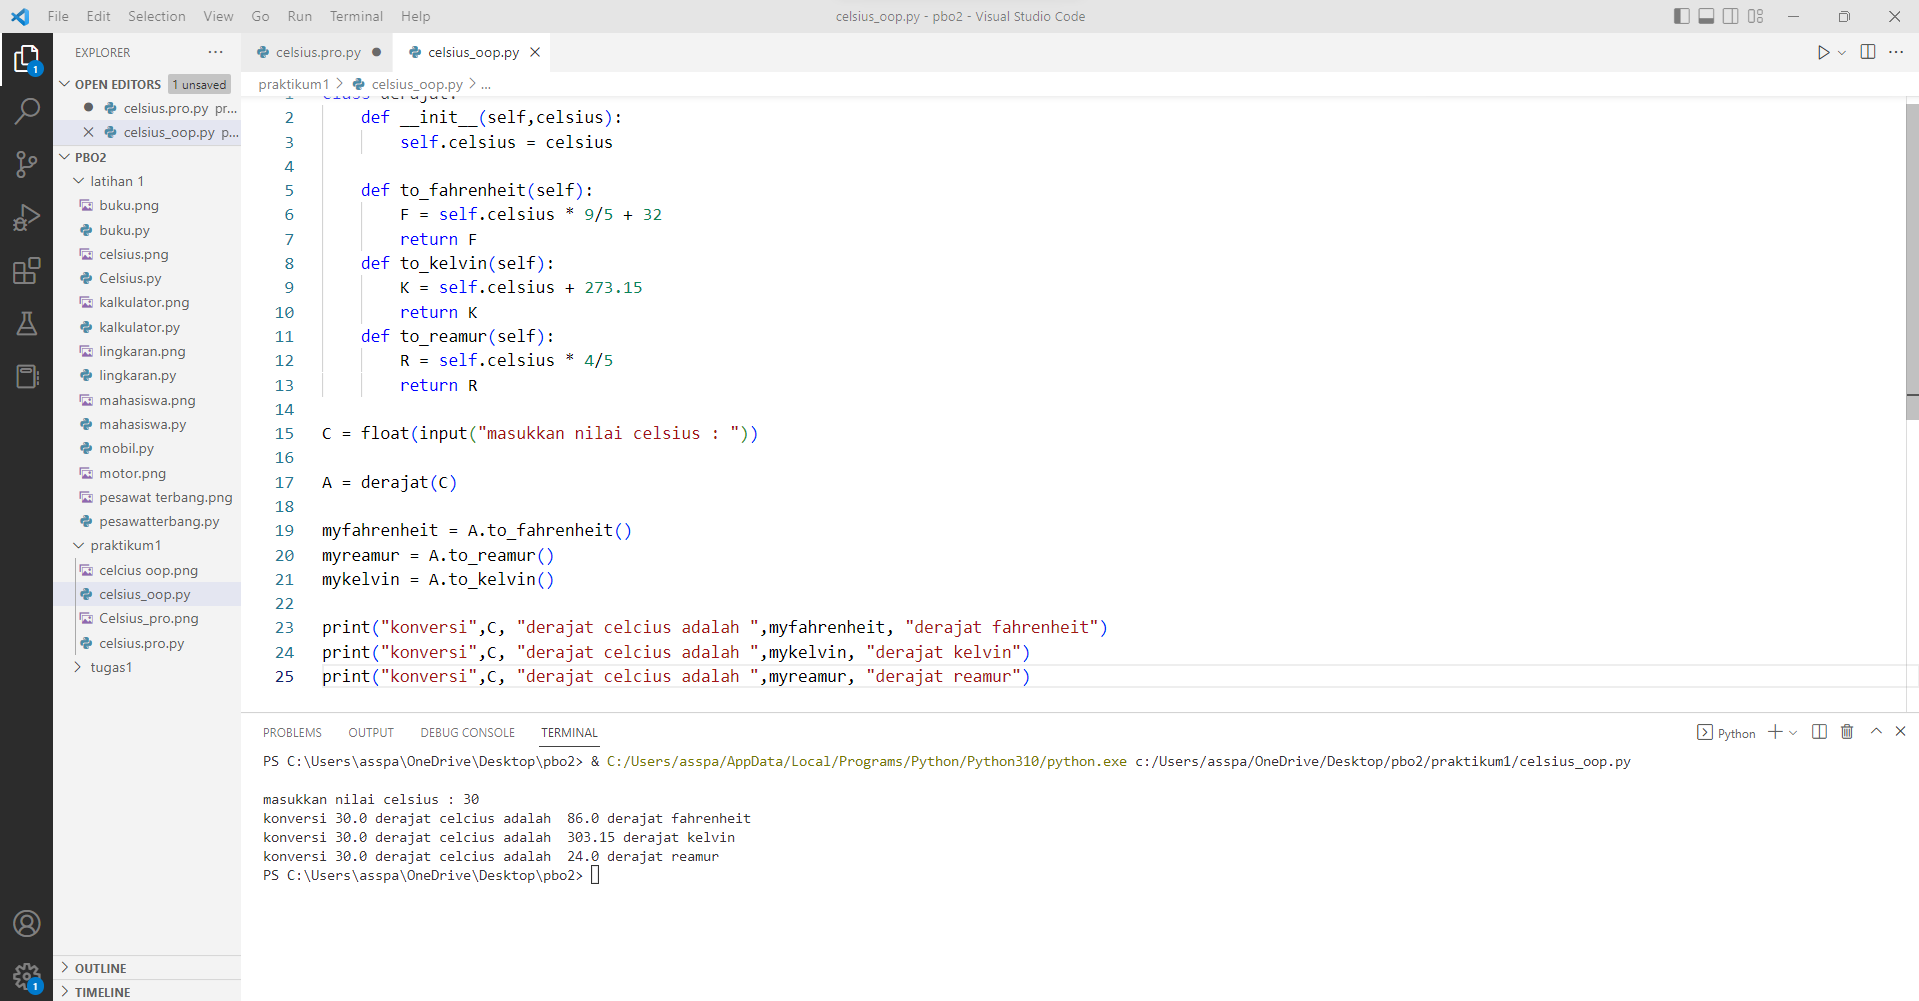 File Edit Selection View Go Run Terminal Help
celsius_oop.py - pbo2 - Visual Studio Code
EXPLORER ...
OPEN EDITORS 1 unsaved
celsius.pro.py pr...
celsius_oop.py p...
PBO2
latihan 1
buku.png
buku.py
celsius.png
Celsius.py
kalkulator.png
kalkulator.py
lingkaran.png
lingkaran.py
mahasiswa.png
mahasiswa.py
mobil.py
motor.png
pesawat terbang.png
pesawatterbang.py
praktikum1
celcius oop.png
celsius_oop.py
Celsius_pro.png
celsius.pro.py
tugas1
OUTLINE
TIMELINE
1
1
celsius.pro.py celsius_oop.py
praktikum1 > celsius_oop.py > ...
1 class derajat:
2 def __init__(self,celsius):
3 self.celsius = celsius
4
5 def to_fahrenheit(self):
6 F = self.celsius * 9/5 + 32
7 return F
8 def to_kelvin(self):
9 K = self.celsius + 273.15
10 return K
11 def to_reamur(self):
12 R = self.celsius * 4/5
13 return R
14
15 C = float(input("masukkan nilai celsius : "))
16
17 A = derajat(C)
18
19 myfahrenheit = A.to_fahrenheit()
20 myreamur = A.to_reamur()
21 mykelvin = A.to_kelvin()
22
23 print("konversi",C, "derajat celcius adalah ",myfahrenheit, "derajat fahrenheit")
24 print("konversi",C, "derajat celcius adalah ",mykelvin, "derajat kelvin")
25 print("konversi",C, "derajat celcius adalah ",myreamur, "derajat reamur")
PROBLEMS OUTPUT DEBUG CONSOLE TERMINAL
Python
PS C:\Users\asspa\OneDrive\Desktop\pbo2> & C:/Users/asspa/AppData/Local/Programs/Python/Python310/python.exe c:/Users/asspa/OneDrive/Desktop/pbo2/praktikum1/celsius_oop.py
masukkan nilai celsius : 30
konversi 30.0 derajat celcius adalah  86.0 derajat fahrenheit
konversi 30.0 derajat celcius adalah  303.15 derajat kelvin
konversi 30.0 derajat celcius adalah  24.0 derajat reamur
PS C:\Users\asspa\OneDrive\Desktop\pbo2>